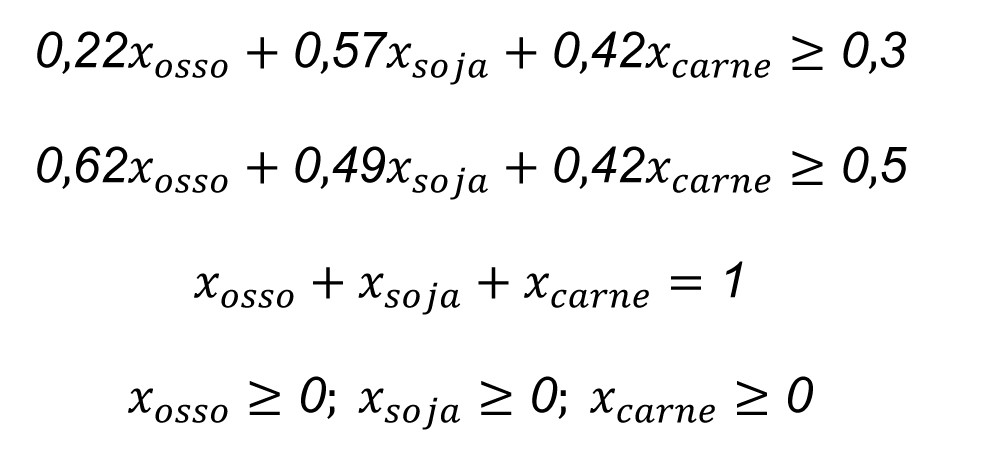 0,22x_osso + 0,57x_soja + 0,42x_carne ≥ 0,3
0,62x_osso + 0,49x_soja + 0,42x_carne ≥ 0,5
x_osso + x_soja + x_carne = 1
x_osso ≥ 0; x_soja ≥ 0; x_carne ≥ 0